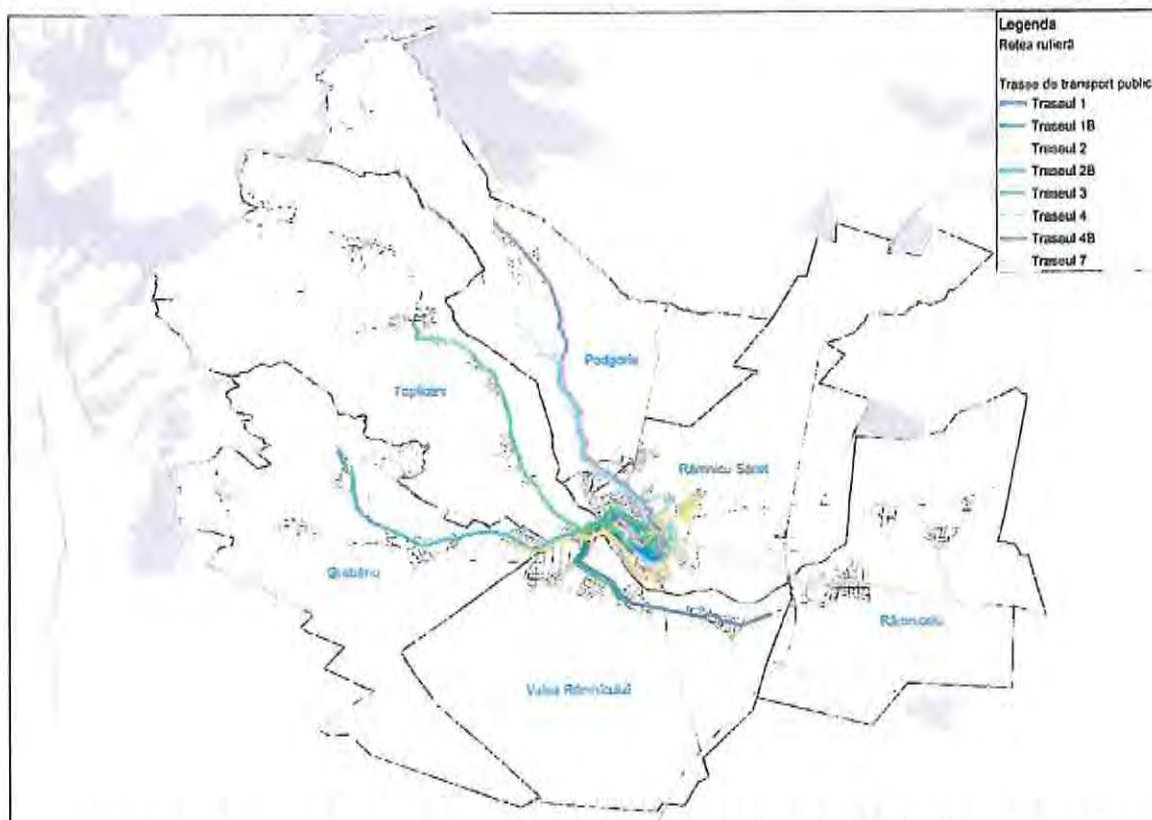 Legenda
Rețea rutieră
Trasee de transport public
Traseul 1
Traseul 1B
Traseul 2
Traseul 2B
Traseul 3
Traseul 4
Traseul 4B
Traseul 7
Podgoria
Topliceni
Râmnicu Sărat
Grebănu
Râmnicelu
Valea Râmnicului